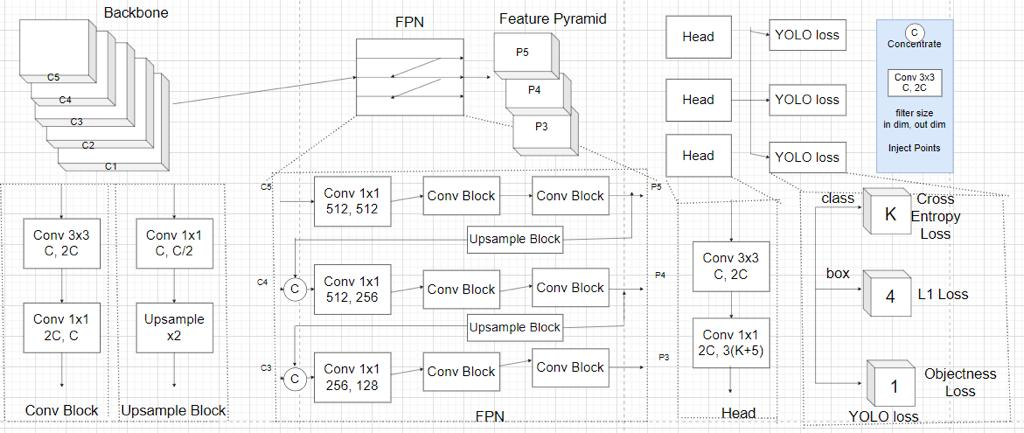 Backbone
C5
C4
C3
C2
C1
FPN
Feature Pyramid
P5
P4
P3
Head
Head
Head
YOLO loss
YOLO loss
YOLO loss
C
Concentrate
Conv 3x3
C, 2C
filter size
in dim, out dim
Inject Points
Conv 3x3
C, 2C
Conv 1x1
2C, C
Conv Block
Conv 1x1
C, C/2
Upsample
x2
Upsample Block
C5
Conv 1x1
512, 512
Conv Block
Conv Block
P5
Upsample Block
C4
C
Conv 1x1
512, 256
Conv Block
Conv Block
P4
Upsample Block
C3
C
Conv 1x1
256, 128
Conv Block
Conv Block
P3
FPN
Conv 3x3
C, 2C
Conv 1x1
2C, 3(K+5)
Head
class
K
Cross
Entropy
Loss
box
4
L1 Loss
1
Objectness
Loss
YOLO loss